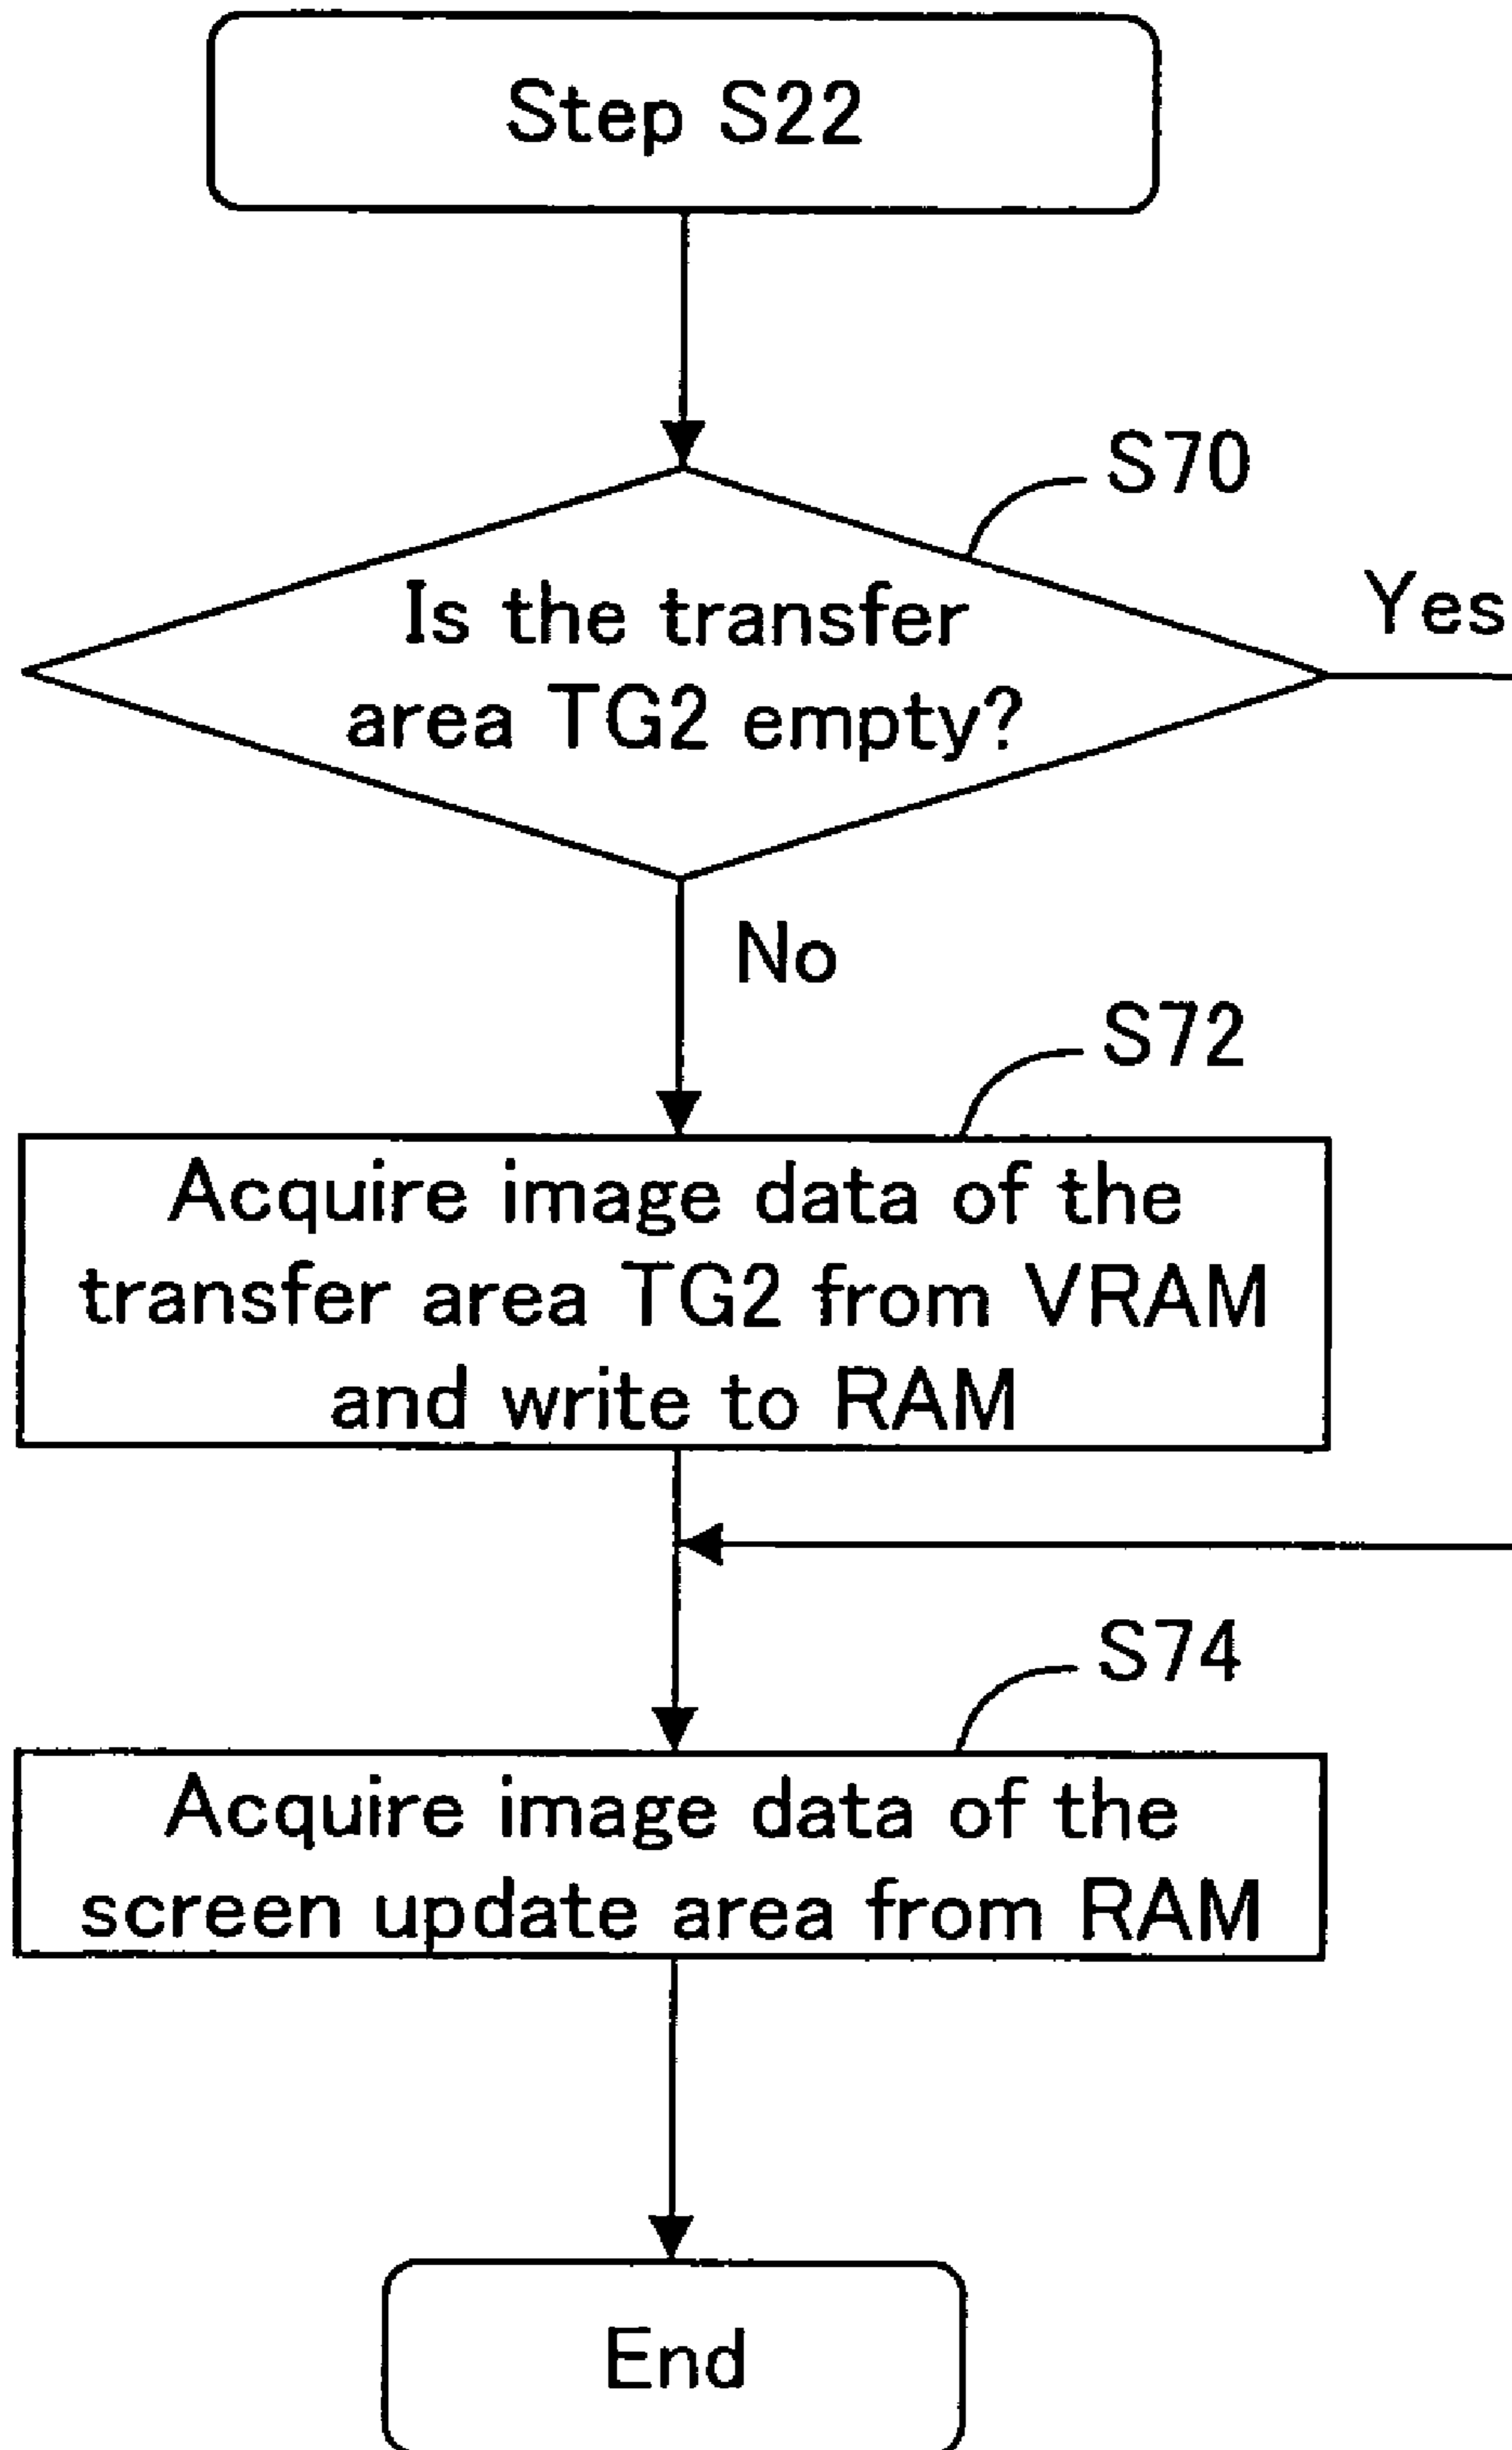 Step S22
S70
Is the transfer
area TG2 empty?
Yes
No
S72
Acquire image data of the
transfer area TG2 from VRAM
and write to RAM
S74
Acquire image data of the
screen update area from RAM
End